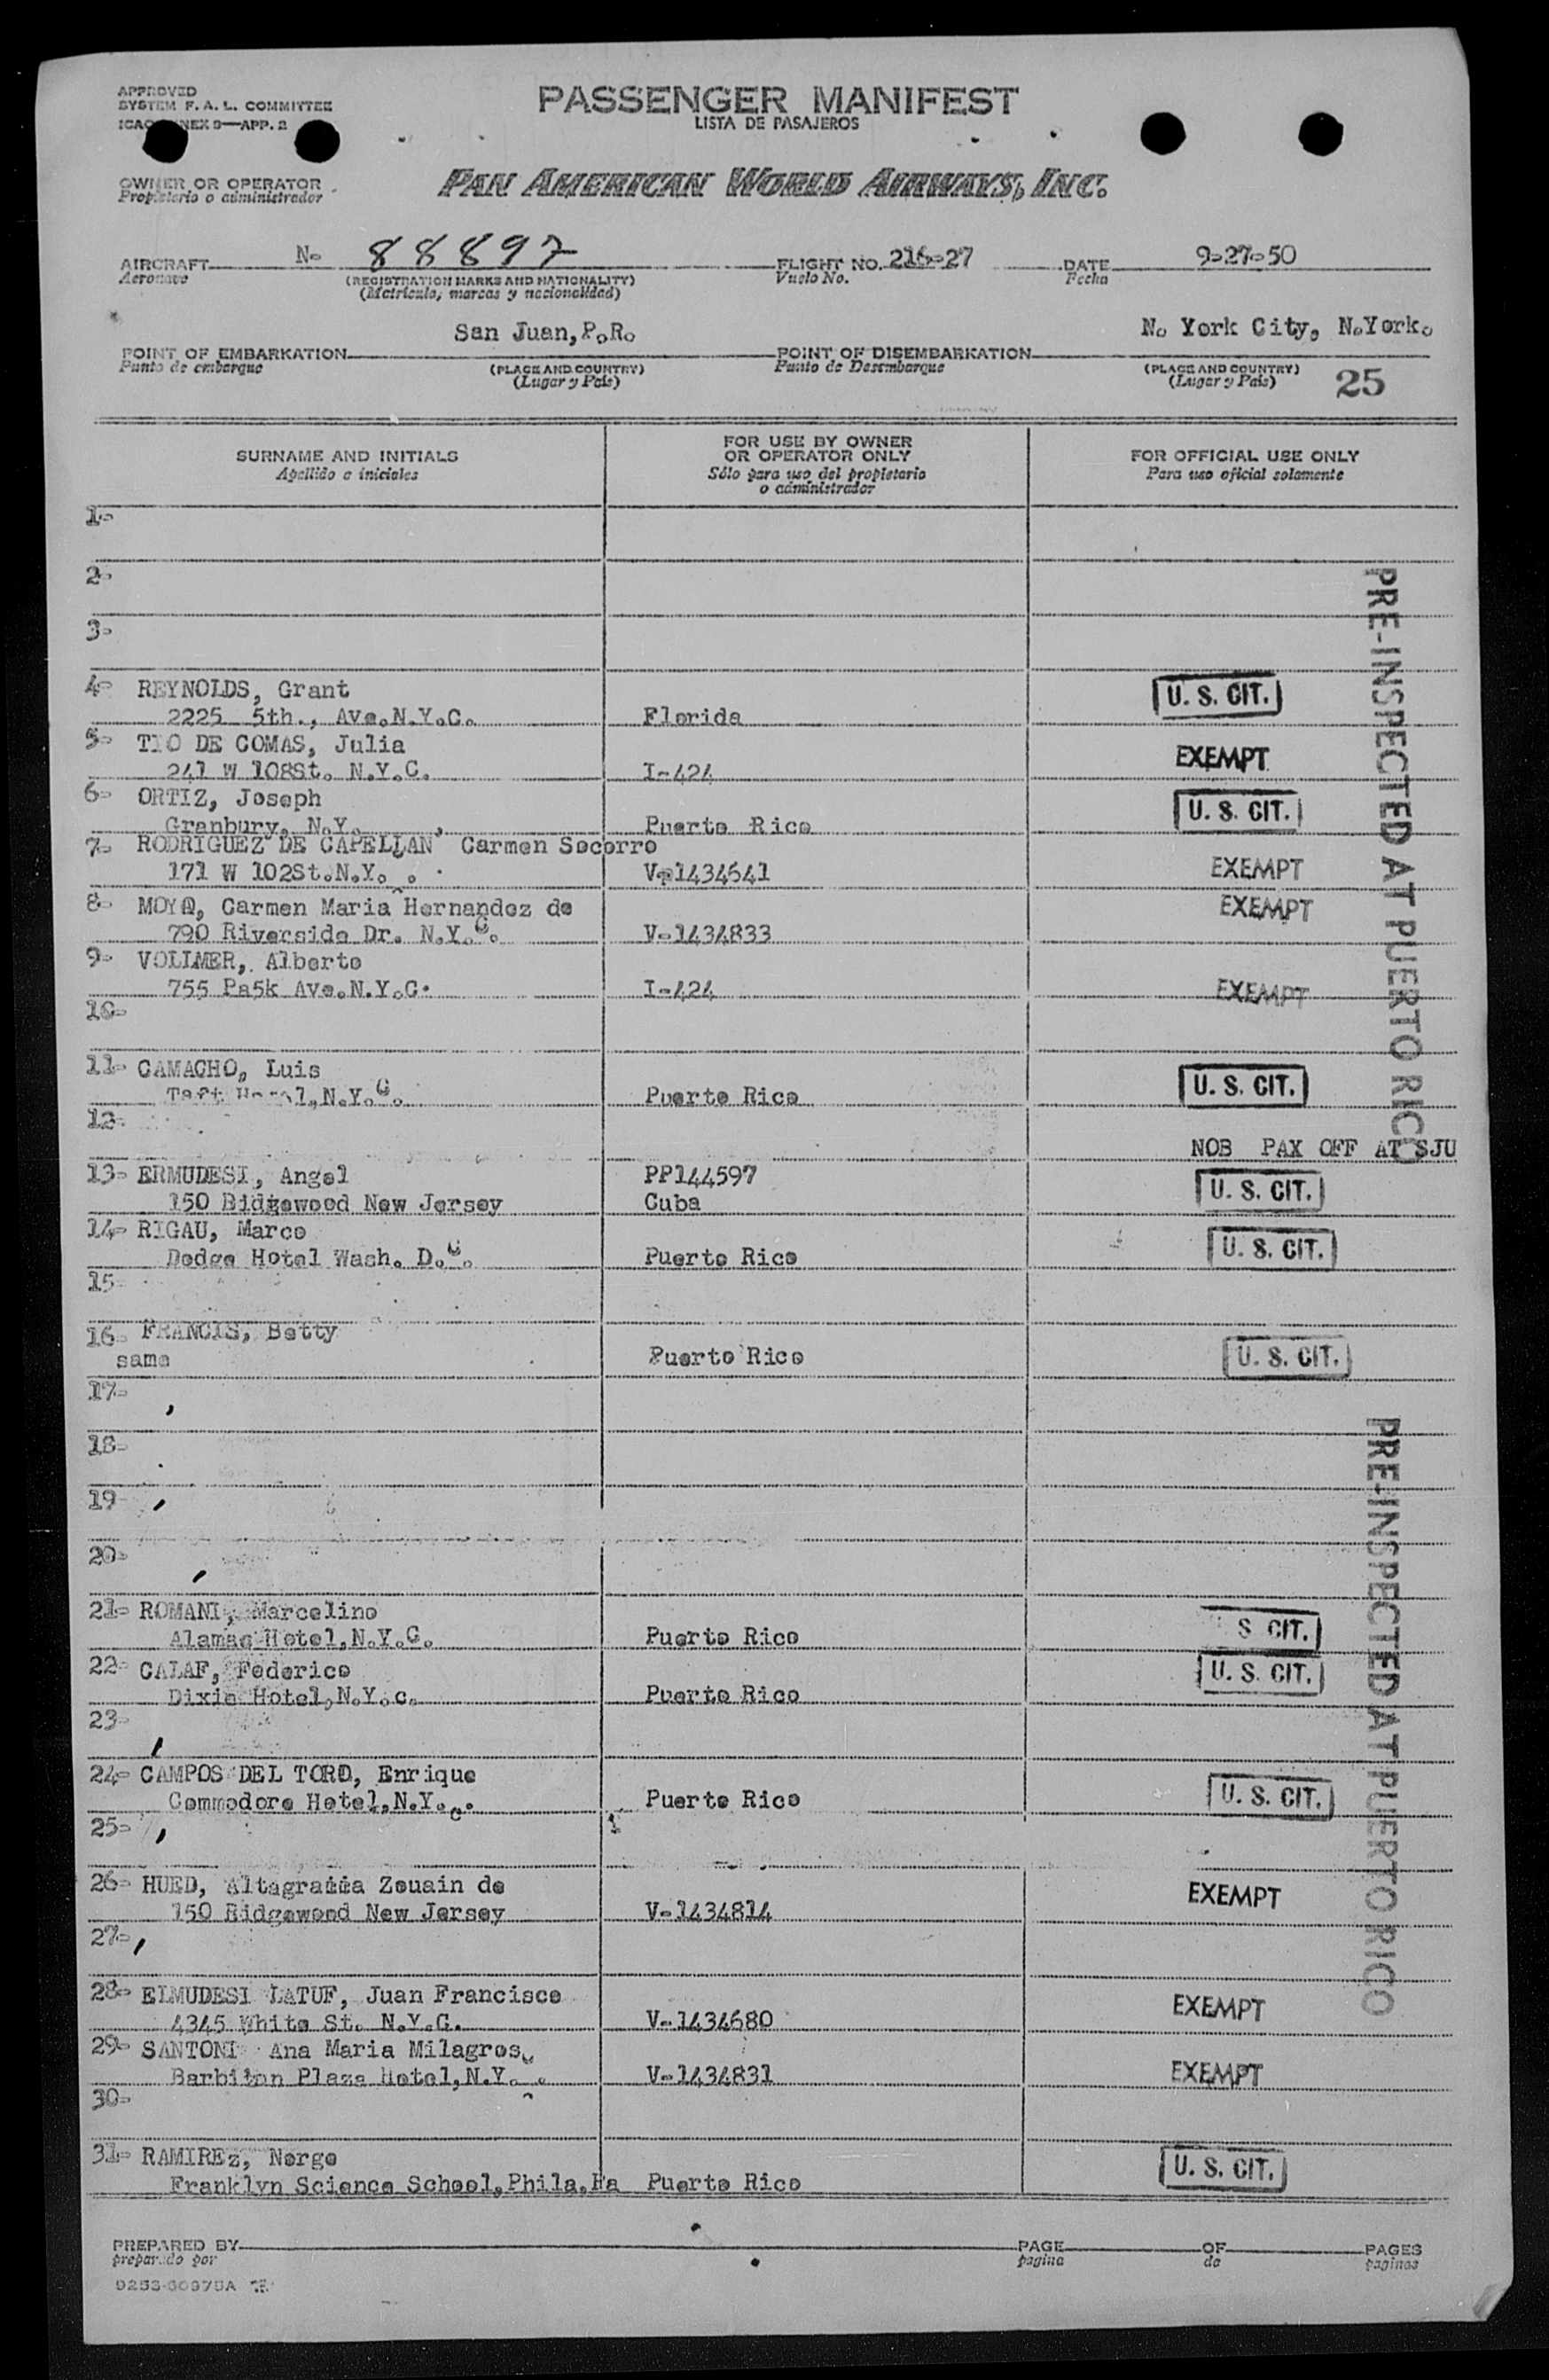 APPROVED
SYSTEM F. A. L. COMMITTEE
ICAO ANNEX 9—APP. 2
PASSENGER MANIFEST
LISTA DE PASAJEROS
OWNER OR OPERATOR
Propietario o administrador
PAN AMERICAN WORLD AIRWAYS, INC.
AIRCRAFT N- 88897 FLIGHT NO. 216-27 DATE 9-27-50
Aeronave (REGISTRATION MARKS AND NATIONALITY) Vuelo No. Fecha
(Matricula, marcas y nacionalidad)
San Juan,P.R. N. York City, N.York.
POINT OF EMBARKATION POINT OF DISEMBARKATION
Punto de embarque (PLACE AND COUNTRY) Punto de Desembarque (PLACE AND COUNTRY)
(Lugar y País) (Lugar y País) 25
SURNAME AND INITIALS
Apellido e iniciales
FOR USE BY OWNER
OR OPERATOR ONLY
Sólo para uso del propietario
o administrador
FOR OFFICIAL USE ONLY
Para uso oficial solamente
1-
2-
3-
4- REYNOLDS, Grant U. S. CIT.
2225 5th., Ave.N.Y.C. Florida
5- TIO DE COMAS, Julia EXEMPT
241 W 108St. N.Y.C. I-424
6- ORTIZ, Joseph U. S. CIT.
Granbury, N.Y. , Puerto Rico
7- RODRIGUEZ DE CAPELLAN Carmen Socorro
171 W 102St.N.Y. . V-1434641 EXEMPT
8- MOYA, Carmen Maria Hernandez de EXEMPT
790 Riverside Dr. N.Y.C. V-1434833
9- VOLLMER, Alberto
755 Pa5k Ave.N.Y.C. I-424 EXEMPT
10-
11- CAMACHO, Luis U. S. CIT.
Taft Hotel,N.Y.C. Puerto Rico
12-
NOB PAX OFF AT SJU
13- ERMUDESI, Angel PP144597
150 Ridgewood New Jersey Cuba U. S. CIT.
14- RIGAU, Marco U. S. CIT.
Dodge Hotel Wash. D.C. Puerto Rico
15-
16- FRANCIS, Betty
same Puerto Rico U. S. CIT.
17-
18-
19-
20-
21- ROMANI, Marcelino
Alamac Hotel,N.Y.C. Puerto Rico S CIT.
22- CALAF, Federico U. S. CIT.
Dixie Hotel,N.Y.c. Puerto Rico
23-
24- CAMPOS DEL TORO, Enrique
Commodore Hotel,N.Y.c. Puerto Rico U. S. CIT.
25-
26- HUED, Altagracia Zouain de EXEMPT
150 Ridgewood New Jersey V-1434814
27-
28- ELMUDESI LATUF, Juan Francisco EXEMPT
4345 White St. N.Y.C. V-1434680
29- SANTONI Ana Maria Milagros
Barbizon Plaza Hotel,N.Y. . V-1434831 EXEMPT
30-
31- RAMIREz, Norge U. S. CIT.
Franklyn Science School,Phila.Pa Puerto Rico
PRE-INSPECTED AT PUERTO RICO
PRE-INSPECTED AT PUERTO RICO
PREPARED BY PAGE OF PAGES
preparado por pagina de paginas